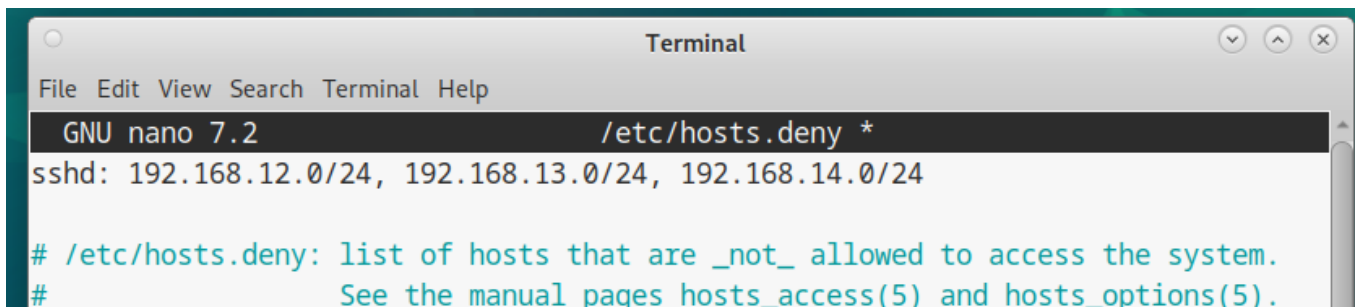 Terminal
File Edit View Search Terminal Help
GNU nano 7.2 /etc/hosts.deny *
sshd: 192.168.12.0/24, 192.168.13.0/24, 192.168.14.0/24
# /etc/hosts.deny: list of hosts that are _not_ allowed to access the system.
# See the manual pages hosts_access(5) and hosts_options(5).